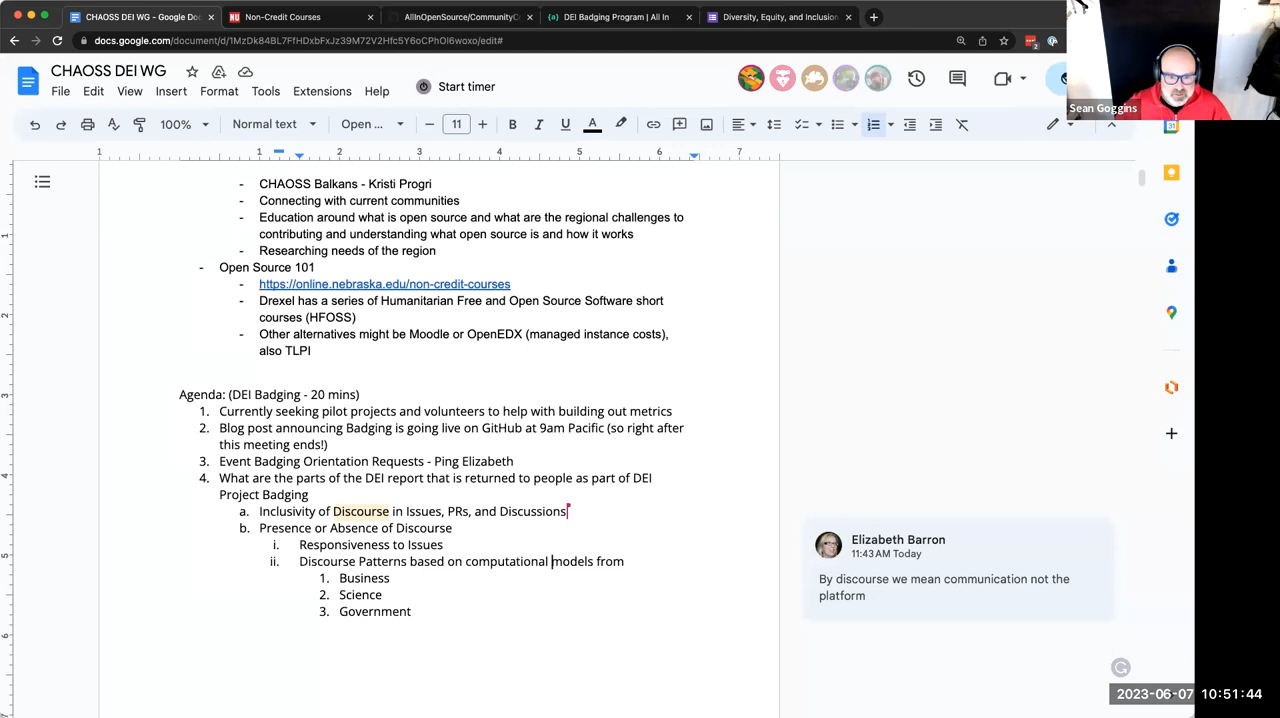 CHAOSS DEI WG - Google Doc
Non-Credit Courses
AllInOpenSource/CommunityC
DEI Badging Program | All In
Diversity, Equity, and Inclusion
docs.google.com/document/d/1MzDk84BL7FfHDxbFxJz39M72V2Hfc5Y6oCPhOl6woxo/edit#
CHAOSS DEI WG
File Edit View Insert Format Tools Extensions Help
Start timer
Sean Goggins
100% Normal text Open ... 11 B I U A
1 1 2 3 4 5 6 7
- CHAOSS Balkans - Kristi Progri
- Connecting with current communities
- Education around what is open source and what are the regional challenges to
contributing and understanding what open source is and how it works
- Researching needs of the region
- Open Source 101
- https://online.nebraska.edu/non-credit-courses
- Drexel has a series of Humanitarian Free and Open Source Software short
courses (HFOSS)
- Other alternatives might be Moodle or OpenEDX (managed instance costs),
also TLPI
Agenda: (DEI Badging - 20 mins)
1. Currently seeking pilot projects and volunteers to help with building out metrics
2. Blog post announcing Badging is going live on GitHub at 9am Pacific (so right after
this meeting ends!)
3. Event Badging Orientation Requests - Ping Elizabeth
4. What are the parts of the DEI report that is returned to people as part of DEI
Project Badging
a. Inclusivity of Discourse in Issues, PRs, and Discussions
b. Presence or Absence of Discourse
i. Responsiveness to Issues
ii. Discourse Patterns based on computational models from
1. Business
2. Science
3. Government
Elizabeth Barron
11:43 AM Today
By discourse we mean communication not the
platform
2023-06-07 10:51:44